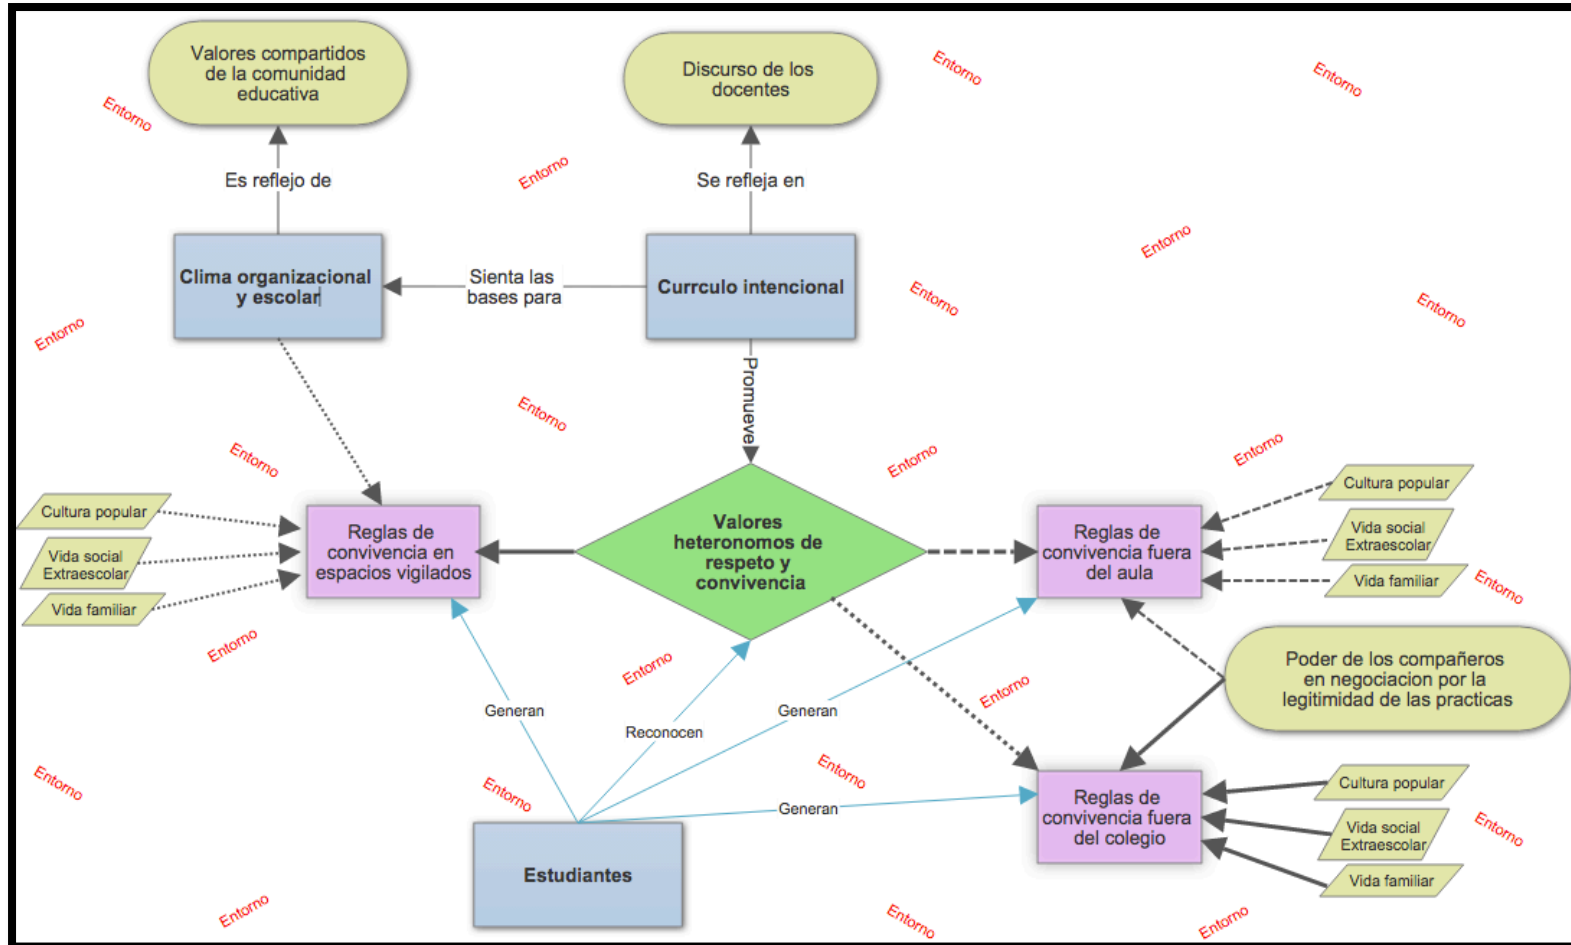 Valores compartidos
de la comunidad
educativa
Discurso de los
docentes
Entorno
Entorno
Entorno
Entorno
Es reflejo de
Se refleja en
Entorno
Clima organizacional
y escolar
Sienta las
bases para
Currculo intencional
Entorno
Entorno
Entorno
Promueve
Entorno
Entorno
Entorno
Entorno
Cultura popular
Vida social
Extraescolar
Vida familiar
Reglas de
convivencia en
espacios vigilados
Valores
heteronomos de
respeto y
convivencia
Reglas de
convivencia fuera
del aula
Cultura popular
Vida social
Extraescolar
Vida familiar
Entorno
Entorno
Entorno
Entorno
Poder de los compañeros
en negociacion por la
legitimidad de las practicas
Generan
Reconocen
Generan
Entorno
Entorno
Entorno
Generan
Reglas de
convivencia fuera
del colegio
Cultura popular
Vida social
Extraescolar
Vida familiar
Entorno
Estudiantes
Entorno
Entorno
Entorno